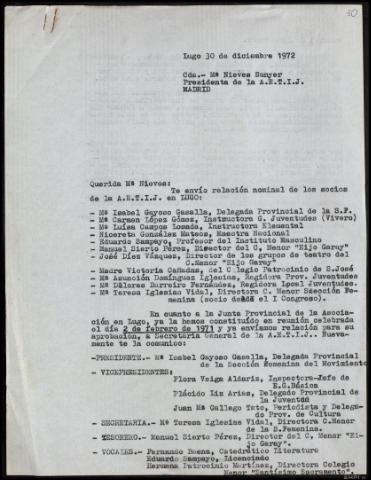 30
Lugo 30 de diciembre 1972
Cda.- Mª Nieves Sunyer
Presidenta de la A.E.T.I.J.
MADRID
Querida Mª Nieves:
Te envío relación nominal de los socios
de la A.E.T.I.J. en LUGO:
- Mª Isabel Gayoso Gasalla, Delegada Provincial de la S.F.
- Mª Carmen López Gómez, Instructora G. Juventudes (Vivero)
- Mª Luisa Campos Losada, Instructora Elemental
- Nicereta González Mateos, Maestra Nacional
- Eduardo Sampayo, Profesor del Instituto Masculino
- Manuel Sierto Pérez, Director del C, Menor "Eijo Garay"
- José Díez Vázquez, Director de los grupos de teatro del
C.Menor "Eijo Garay"
- Madre Victoria Cañadas, del Colegio Patrocinio de S.José
- Mª Asunción Domínguez Iglesias, Regidora Prov. Juventudes
- Mª Dolores Barreiro Fernández, Regidora Local Juventudes.
- Mª Teresa Iglesias Vidal, Directora C. Menor Sección Fe-
menina (socio desde el I Congreso).
En cuanto a la Junta Provincial de la Asocia-
ción en Lugo, ya la hemos constituido en reunión celebrada
el día 2 de febrero de 1971 y ya enviamos relación para su
aprobación, a Secretaría General de la A.E.T.I.J.. Nueva-
mente te la comunico:
-PRESIDENTE.- Mª Isabel Gayoso Gasalla, Delegada Provincial
de la Sección Femenina del Movimiento
- VICEPRESIDENTES:
Flora Veiga Aldariz, Inspectora-Jefe de
E.G.Básica
Plácido Liz Arias, Delegado Provincial de
la Juventud
Juan Mª Gallego Tato, Periodista y Delega-
do Prov. de Cultura
- SECRETARIA.- Mª Teresa Iglesias Vidal, Directora C.Menor
de la S.Femenina.
- TESORERO.- Manuel Sierto Pérez, Director del C, Menor "Ei-
jo Garay".
- VOCALES.- Fernando Buena, Catedrático Literatura
Eduardo Sampayo, Licenciado
Hermana Patrocinio Martínez, Directora Colegio
Menor "Santísimo Sacramento".